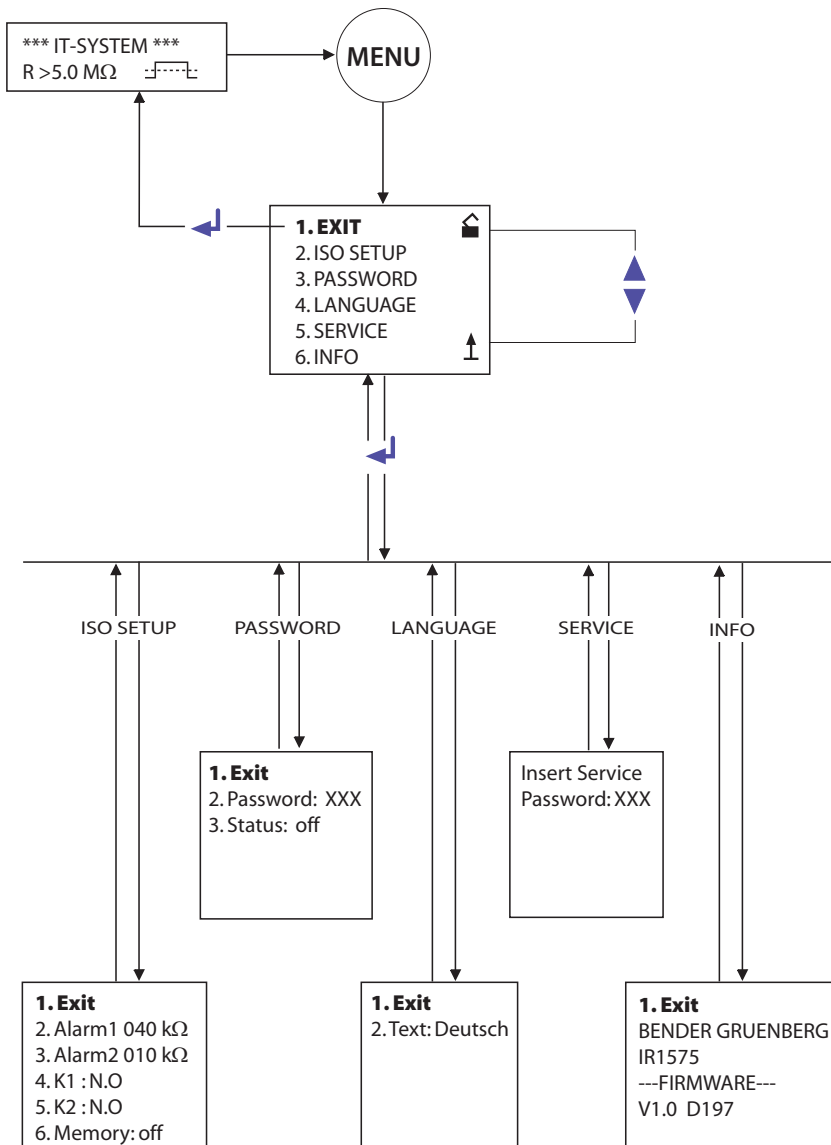 *** IT-SYSTEM ***
R >5.0 MΩ
MENU
1. EXIT
2. ISO SETUP
3. PASSWORD
4. LANGUAGE
5. SERVICE
6. INFO
ISO SETUP
PASSWORD
LANGUAGE
SERVICE
INFO
1. Exit
2. Password: XXX
3. Status: off
Insert Service
Password: XXX
1. Exit
2. Alarm1 040 kΩ
3. Alarm2 010 kΩ
4. K1 : N.O
5. K2 : N.O
6. Memory: off
1. Exit
2. Text: Deutsch
1. Exit
BENDER GRUENBERG
IR1575
---FIRMWARE---
V1.0 D197